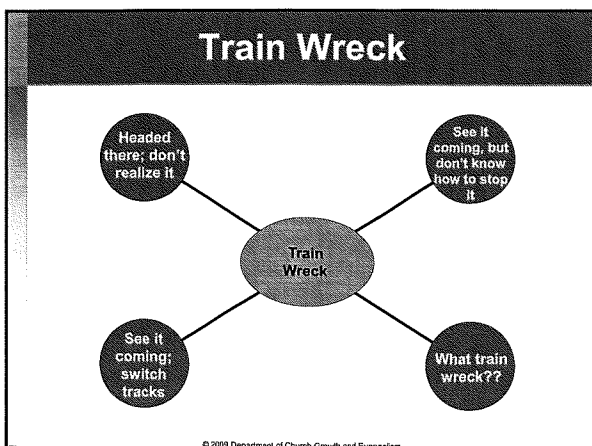 Train Wreck
Headed
there; don't
realize it
See it
coming, but
don't know
how to stop
it
Train
Wreck
See it
coming;
switch
tracks
What train
wreck??
© 2009 Department of Church Growth and Evangelism